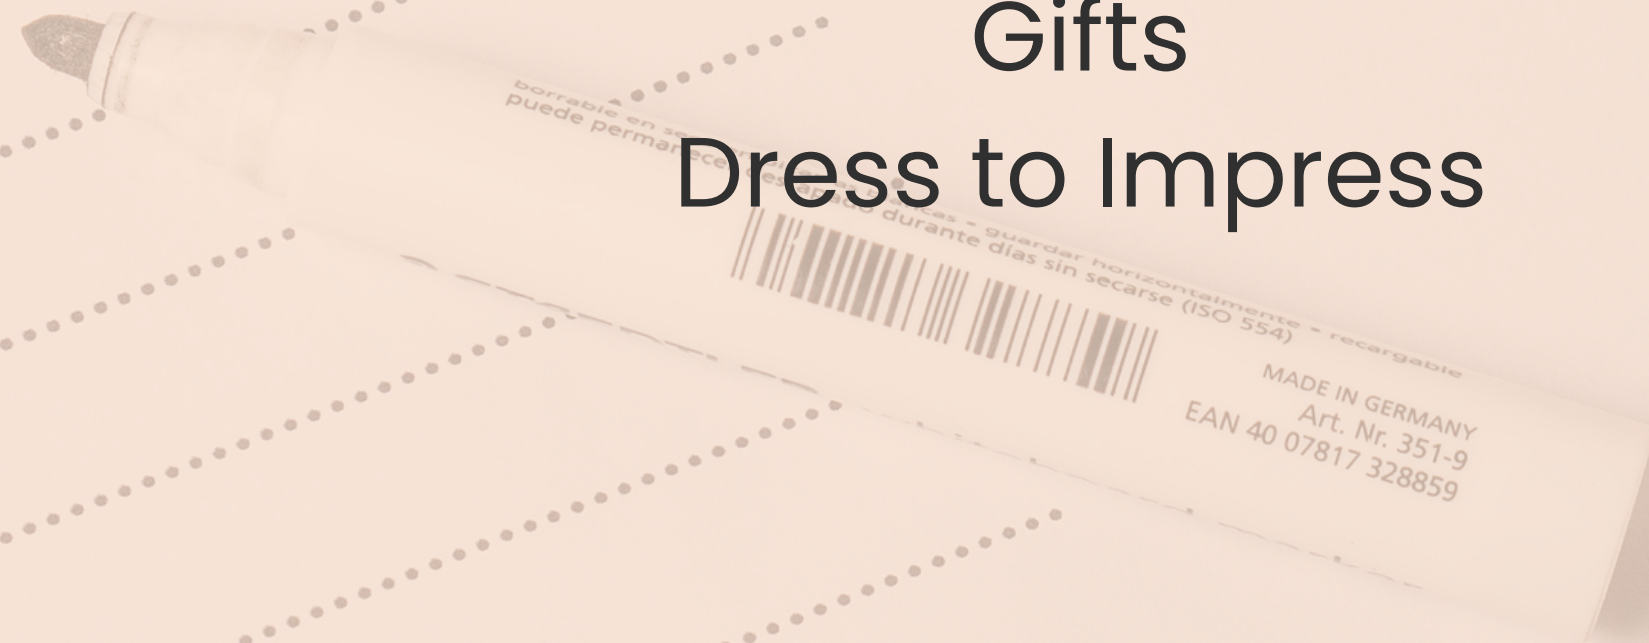 Gifts
Dress to Impress
borrable en
puede permanecer destapado durante días sin secarse (ISO 554)
blancas • guardar horizontalmente • recargable
MADE IN GERMANY
Art. Nr. 351-9
EAN 40 07817 328859